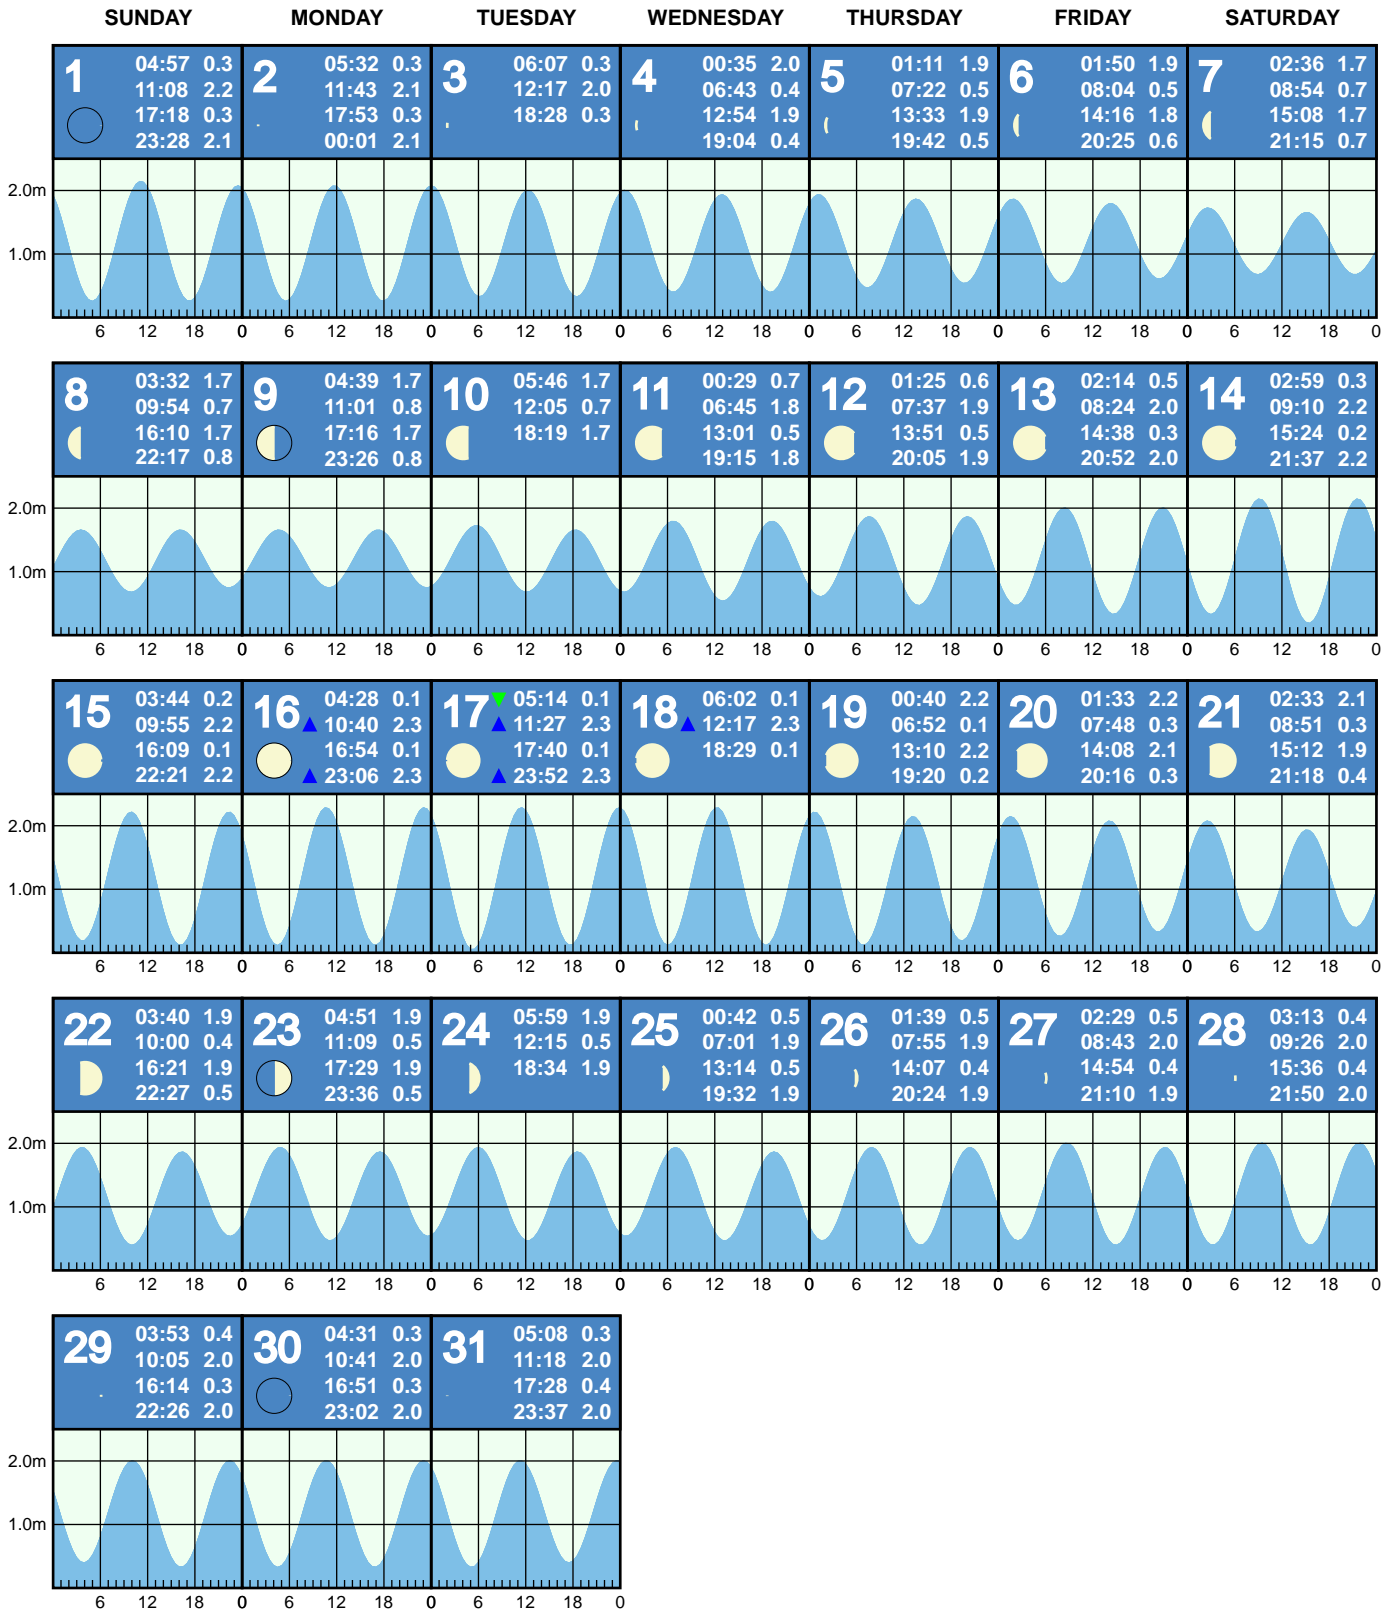 SUNDAY MONDAY TUESDAY WEDNESDAY THURSDAY FRIDAY SATURDAY
1 04:57 0.3
11:08 2.2
17:18 0.3
23:28 2.1
2 05:32 0.3
11:43 2.1
17:53 0.3
00:01 2.1
3 06:07 0.3
12:17 2.0
18:28 0.3
4 00:35 2.0
06:43 0.4
12:54 1.9
19:04 0.4
5 01:11 1.9
07:22 0.5
13:33 1.9
19:42 0.5
6 01:50 1.9
08:04 0.5
14:16 1.8
20:25 0.6
7 02:36 1.7
08:54 0.7
15:08 1.7
21:15 0.7
2.0m
1.0m
6 12 18 0 6 12 18 0 6 12 18 0 6 12 18 0 6 12 18 0 6 12 18 0 6 12 18 0
8 03:32 1.7
09:54 0.7
16:10 1.7
22:17 0.8
9 04:39 1.7
11:01 0.8
17:16 1.7
23:26 0.8
10 05:46 1.7
12:05 0.7
18:19 1.7
11 00:29 0.7
06:45 1.8
13:01 0.5
19:15 1.8
12 01:25 0.6
07:37 1.9
13:51 0.5
20:05 1.9
13 02:14 0.5
08:24 2.0
14:38 0.3
20:52 2.0
14 02:59 0.3
09:10 2.2
15:24 0.2
21:37 2.2
2.0m
1.0m
6 12 18 0 6 12 18 0 6 12 18 0 6 12 18 0 6 12 18 0 6 12 18 0 6 12 18 0
15 03:44 0.2
09:55 2.2
16:09 0.1
22:21 2.2
16 04:28 0.1
10:40 2.3
16:54 0.1
23:06 2.3
17 05:14 0.1
11:27 2.3
17:40 0.1
23:52 2.3
18 06:02 0.1
12:17 2.3
18:29 0.1
19 00:40 2.2
06:52 0.1
13:10 2.2
19:20 0.2
20 01:33 2.2
07:48 0.3
14:08 2.1
20:16 0.3
21 02:33 2.1
08:51 0.3
15:12 1.9
21:18 0.4
2.0m
1.0m
6 12 18 0 6 12 18 0 6 12 18 0 6 12 18 0 6 12 18 0 6 12 18 0 6 12 18 0
22 03:40 1.9
10:00 0.4
16:21 1.9
22:27 0.5
23 04:51 1.9
11:09 0.5
17:29 1.9
23:36 0.5
24 05:59 1.9
12:15 0.5
18:34 1.9
25 00:42 0.5
07:01 1.9
13:14 0.5
19:32 1.9
26 01:39 0.5
07:55 1.9
14:07 0.4
20:24 1.9
27 02:29 0.5
08:43 2.0
14:54 0.4
21:10 1.9
28 03:13 0.4
09:26 2.0
15:36 0.4
21:50 2.0
2.0m
1.0m
6 12 18 0 6 12 18 0 6 12 18 0 6 12 18 0 6 12 18 0 6 12 18 0 6 12 18 0
29 03:53 0.4
10:05 2.0
16:14 0.3
22:26 2.0
30 04:31 0.3
10:41 2.0
16:51 0.3
23:02 2.0
31 05:08 0.3
11:18 2.0
17:28 0.4
23:37 2.0
2.0m
1.0m
6 12 18 0 6 12 18 0 6 12 18 0